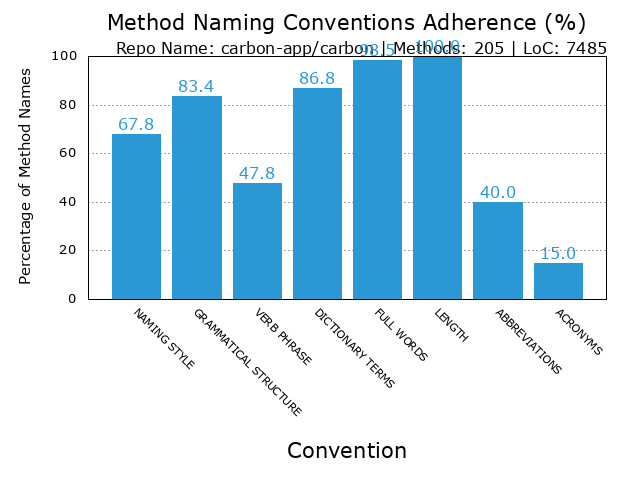 Method Naming Conventions Adherence (%)
Repo Name: carbon-app/carbon | Methods: 205 | LoC: 7485
Percentage of Method Names
100
80
60
40
20
0
67.8
83.4
47.8
86.8
98.5
100.0
40.0
15.0
NAMING STYLE
GRAMMATICAL STRUCTURE
VERB PHRASE
DICTIONARY TERMS
FULL WORDS
LENGTH
ABBREVIATIONS
ACRONYMS
Convention